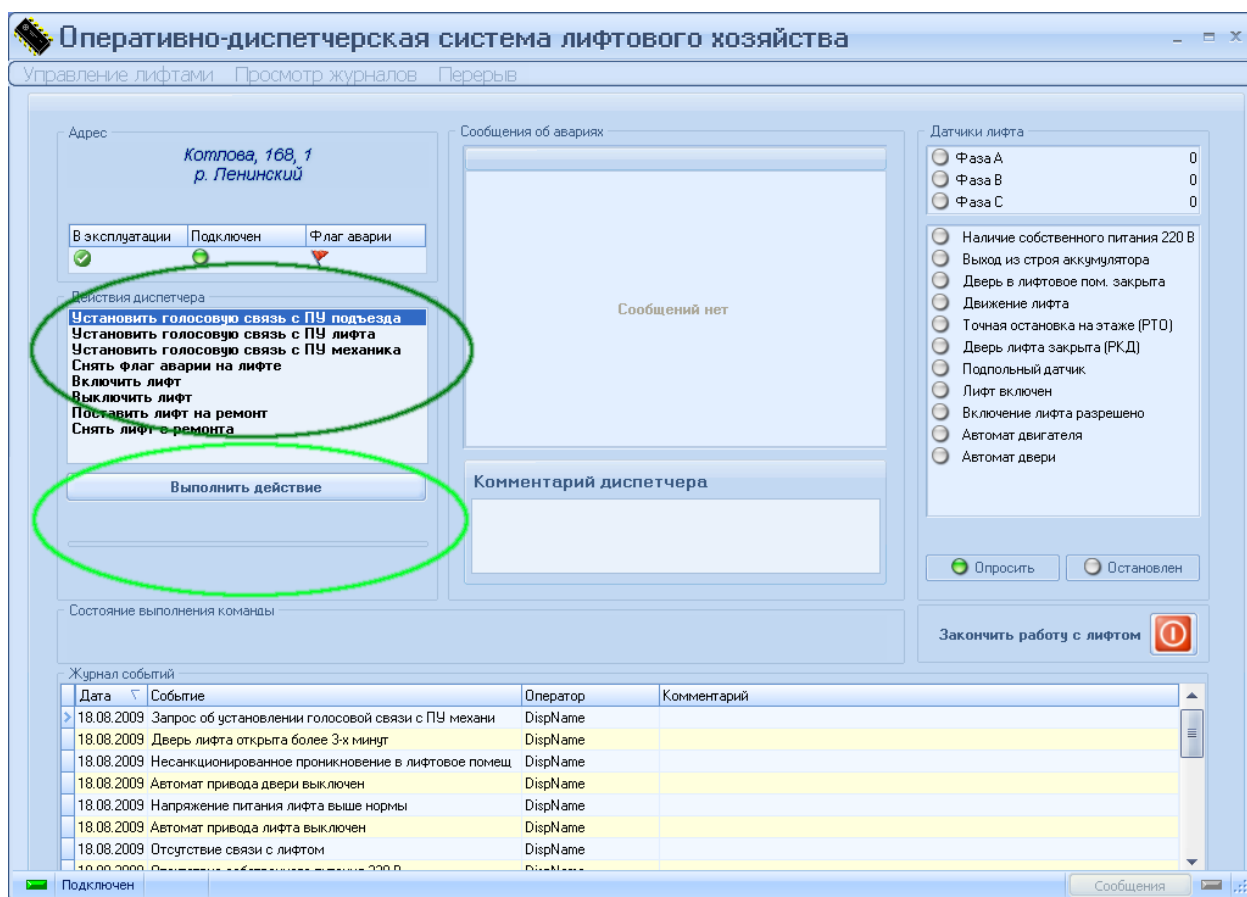 Оперативно-диспетчерская система лифтового хозяйства
Управление лифтами Просмотр журналов Перерыв
Адрес
Котлова, 168, 1
р. Ленинский
В эксплуатации Подключен Флаг аварии
Действия диспетчера
Установить голосовую связь с ПУ подъезда
Установить голосовую связь с ПУ лифта
Установить голосовую связь с ПУ механика
Снять флаг аварии на лифте
Включить лифт
Выключить лифт
Поставить лифт на ремонт
Снять лифт с ремонта
Выполнить действие
Сообщения об авариях
Сообщений нет
Комментарий диспетчера
Датчики лифта
Фаза A 0
Фаза B 0
Фаза C 0
Наличие собственного питания 220 В
Выход из строя аккумулятора
Дверь в лифтовое пом. закрыта
Движение лифта
Точная остановка на этаже (РТО)
Дверь лифта закрыта (РКД)
Подпольный датчик
Лифт включен
Включение лифта разрешено
Автомат двигателя
Автомат двери
Опросить Остановлен
Состояние выполнения команды
Закончить работу с лифтом
Журнал событий
Дата Событие Оператор Комментарий
18.08.2009 Запрос об установлении голосовой связи с ПУ механи DispName
18.08.2009 Дверь лифта открыта более 3-х минут DispName
18.08.2009 Несанкционированное проникновение в лифтовое помещ DispName
18.08.2009 Автомат привода двери выключен DispName
18.08.2009 Напряжение питания лифта выше нормы DispName
18.08.2009 Автомат привода лифта выключен DispName
18.08.2009 Отсутствие связи с лифтом DispName
Подключен Сообщения